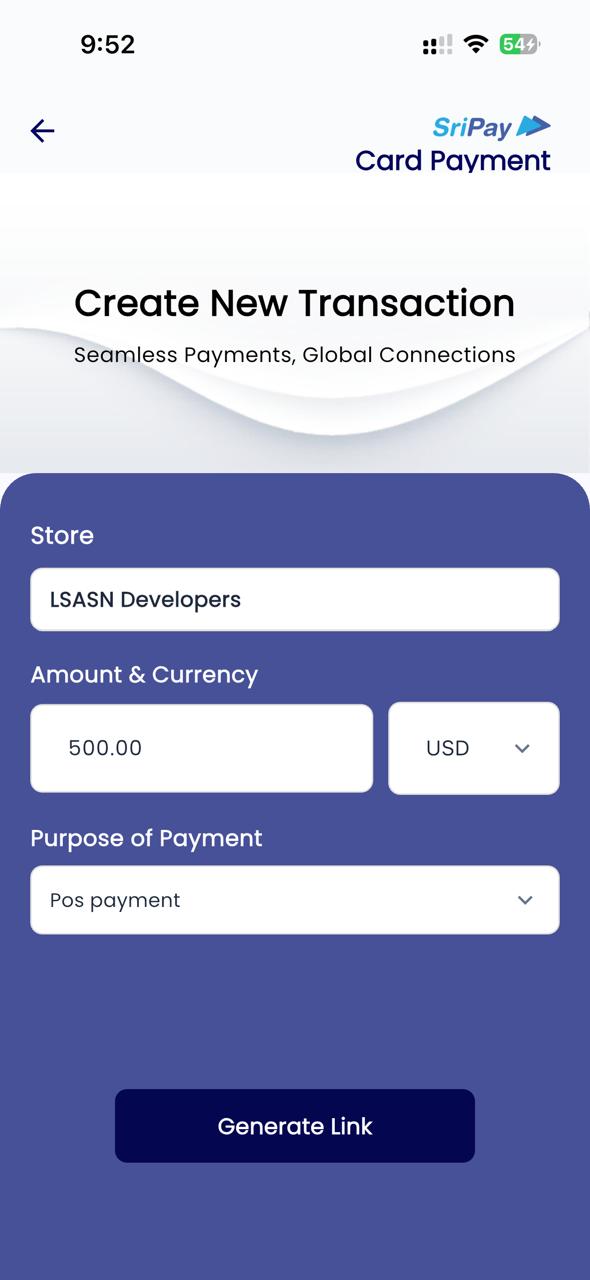 9:52
54
SriPay
Card Payment
Create New Transaction
Seamless Payments, Global Connections
Store
LSASN Developers
Amount & Currency
500.00
USD
Purpose of Payment
Pos payment
Generate Link